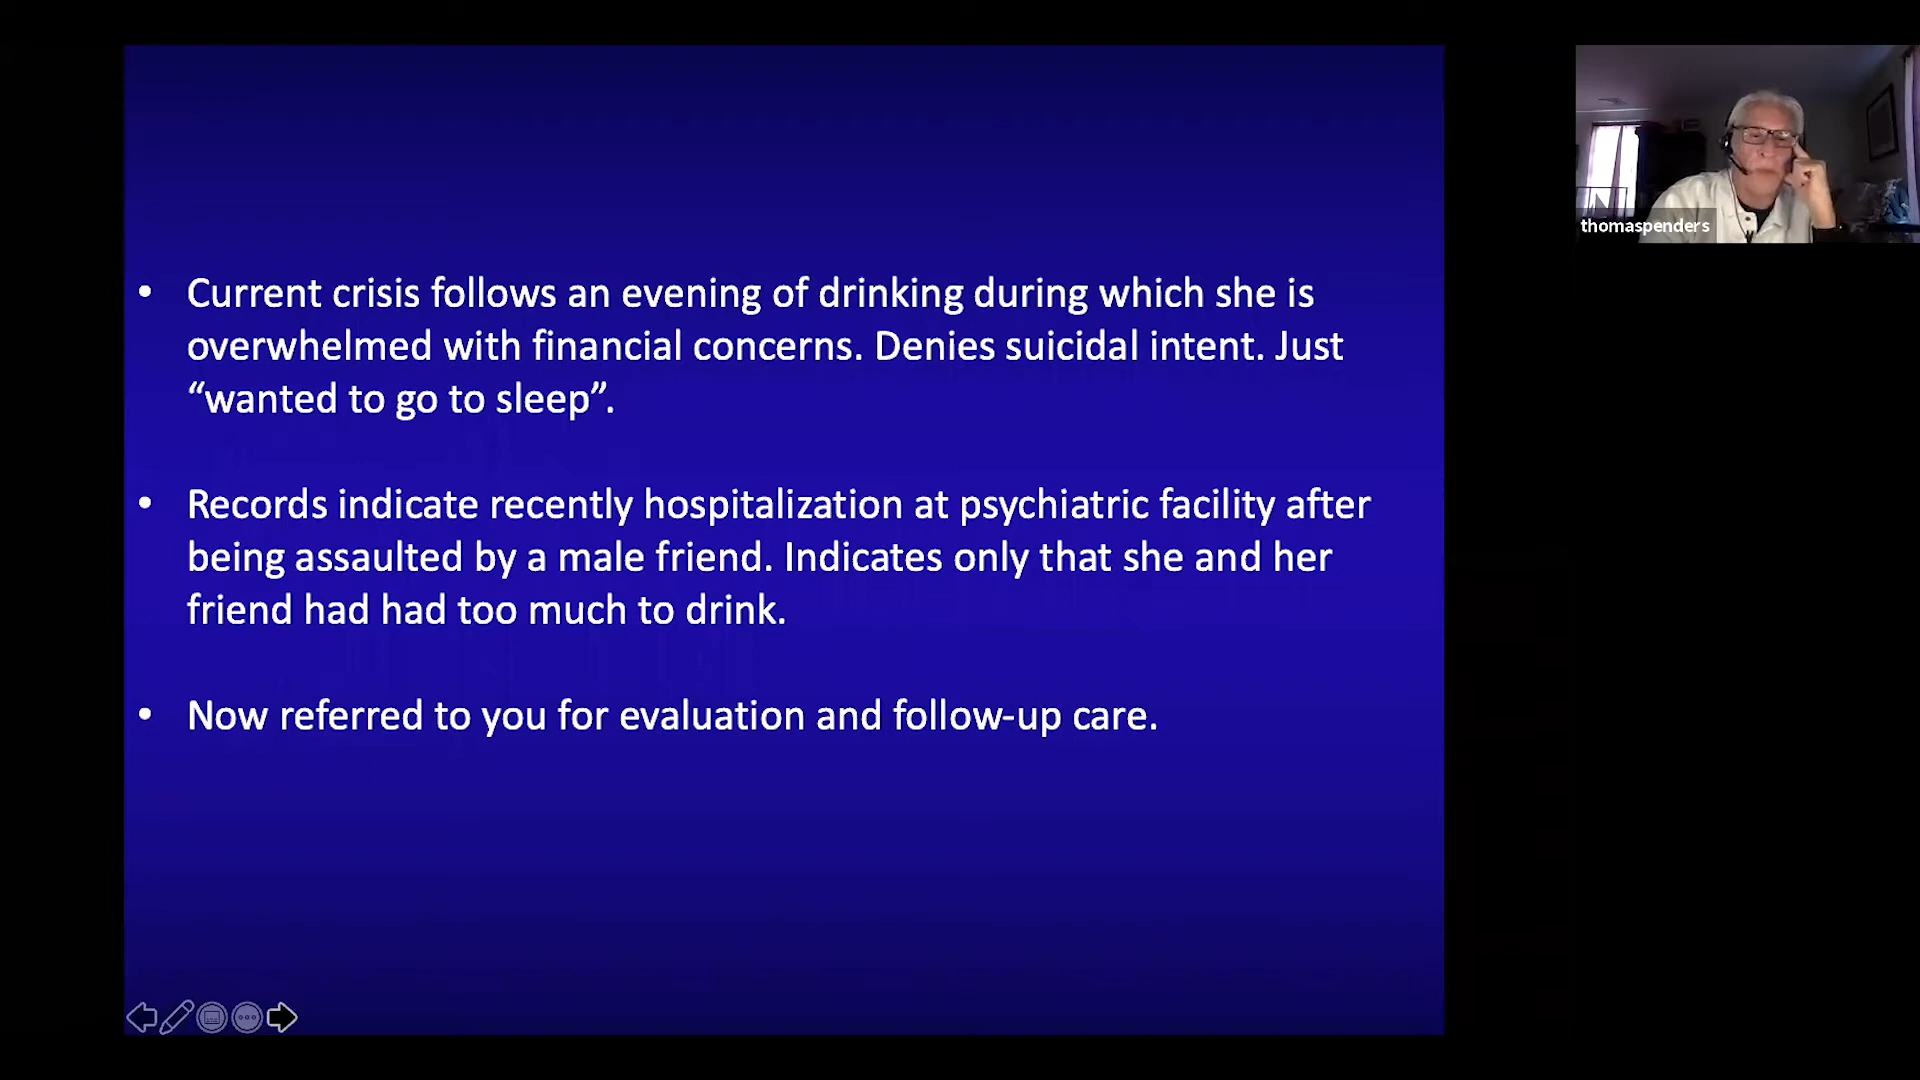 Current crisis follows an evening of drinking during which she is
overwhelmed with financial concerns. Denies suicidal intent. Just
“wanted to go to sleep”.
Records indicate recently hospitalization at psychiatric facility after
being assaulted by a male friend. Indicates only that she and her
friend had had too much to drink.
Now referred to you for evaluation and follow-up care.
thomaspenders